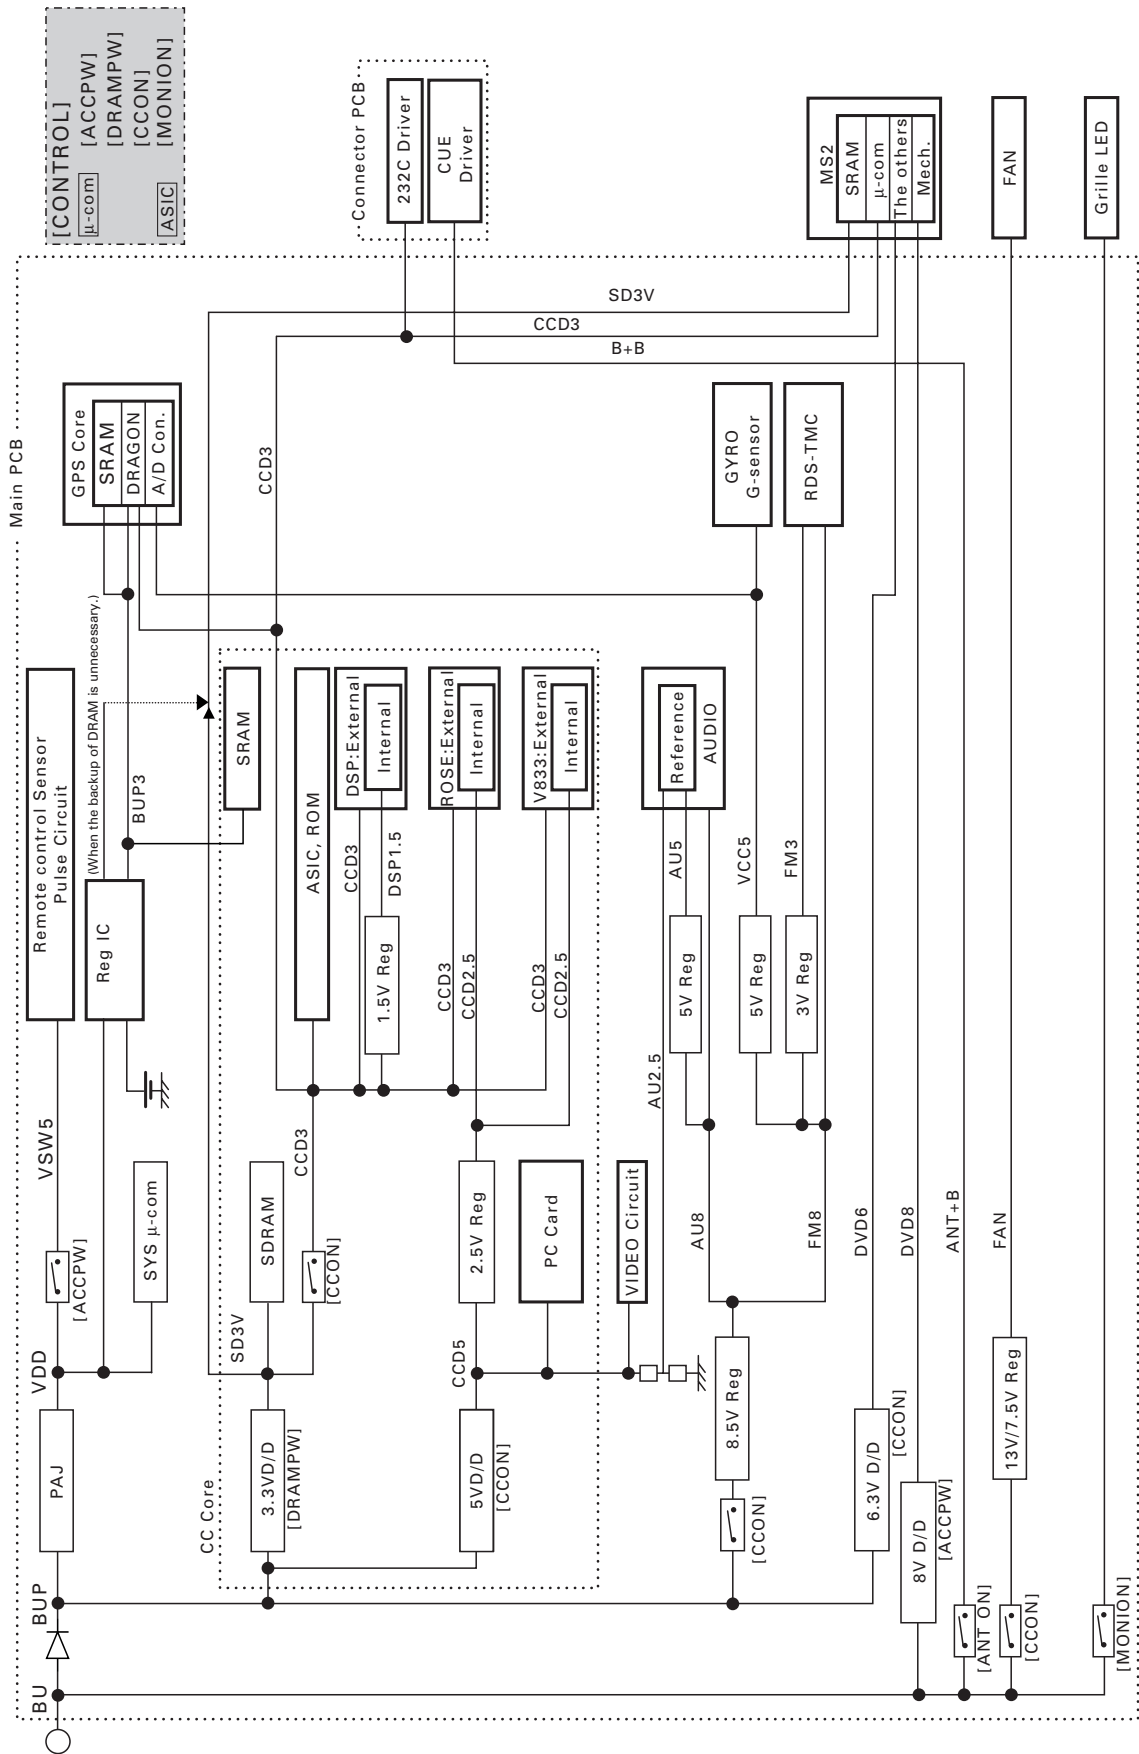 [CONTROL]
μ-com
[ACCPW]
[DRAMPW]
[CCON]
ASIC
[MONION]
Connector PCB
232C Driver
CUE
Driver
MS2
SRAM
μ-com
The others
Mech.
FAN
Grille LED
Main PCB
SD3V
CCD3
B+B
GPS Core
SRAM
DRAGON
A/D Con.
CCD3
GYRO
G-sensor
RDS-TMC
Remote control Sensor
Pulse Circuit
(When the backup of DRAM is unnecessary.)
BUP3
Reg IC
SRAM
ASIC, ROM
DSP:External
Internal
ROSE:External
Internal
V833:External
Internal
Reference
AUDIO
CCD3
DSP1.5
1.5V Reg
CCD3
CCD2.5
CCD3
CCD2.5
AU5
5V Reg
VCC5
5V Reg
FM3
3V Reg
AU2.5
VSW5
[ACCPW]
SYS μ-com
SDRAM
CCD3
[CCON]
2.5V Reg
PC Card
VIDEO Circuit
AU8
FM8
DVD6
DVD8
ANT+B
FAN
VDD
SD3V
CCD5
PAJ
3.3VD/D
[DRAMPW]
5VD/D
[CCON]
CC Core
8.5V Reg
[CCON]
6.3V D/D
[CCON]
8V D/D
[ACCPW]
13V/7.5V Reg
BUP
BU
[ANT ON]
[CCON]
[MONION]